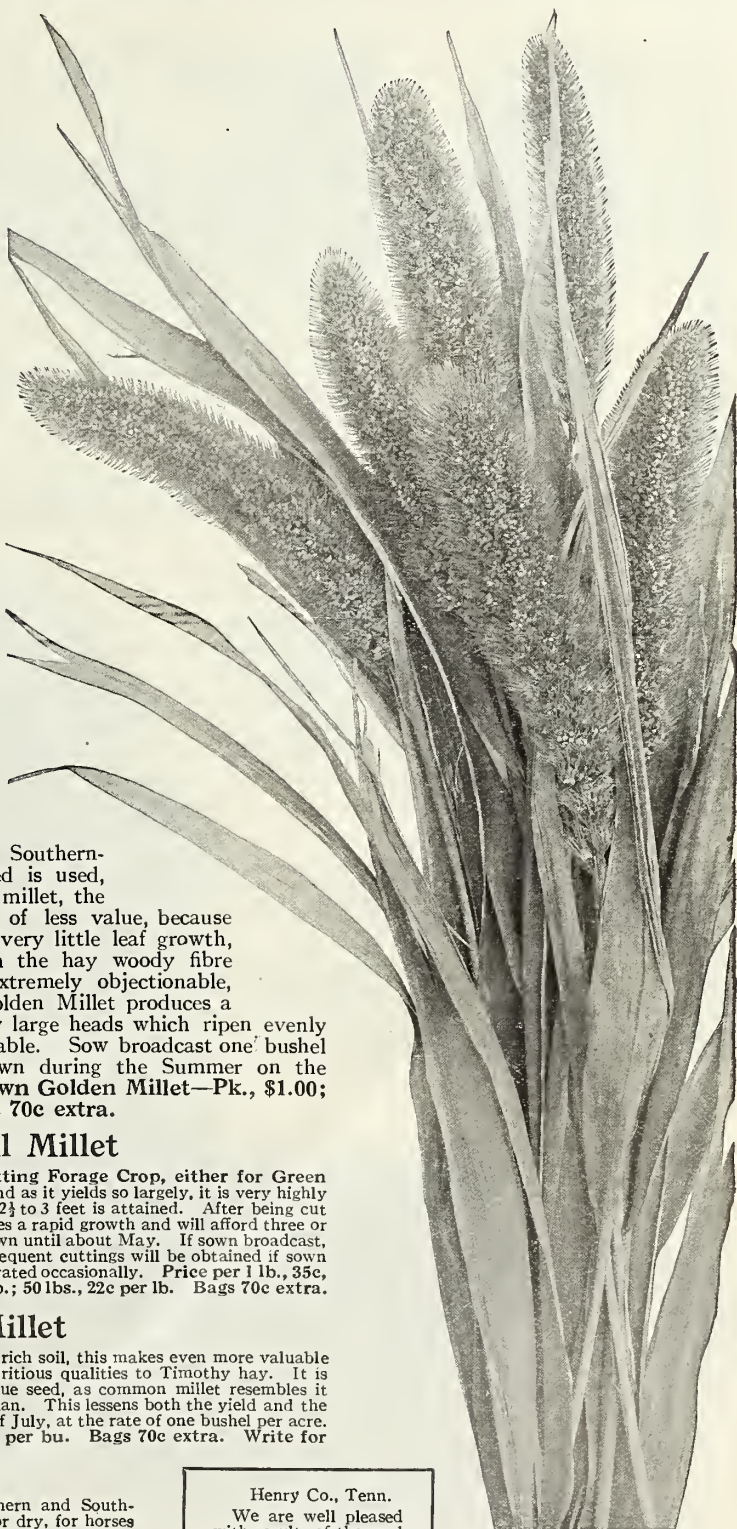 Southern-
ed is used,
millet, the
of less value, because
very little leaf growth,
the hay woody fibre
xtremely objectionable,
olden Millet produces a
large heads which ripen evenly
able. Sow broadcast one bushel
wn during the Summer on the
wn Golden Millet—Pk., $1.00;
70c extra.
l Millet
ting Forage Crop, either for Green
nd as it yields so largely, it is very highly
2½ to 3 feet is attained. After being cut
es a rapid growth and will afford three or
wn until about May. If sown broadcast,
equent cuttings will be obtained if sown
rated occasionally. Price per 1 lb., 35c,
b.; 50 lbs., 22c per lb. Bags 70c extra.
Millet
rich soil, this makes even more valuable
ritious qualities to Timothy hay. It is
ue seed, as common millet resembles it
an. This lessens both the yield and the
f July, at the rate of one bushel per acre.
per bu. Bags 70c extra. Write for
hern and South-
or dry, for horses
Henry Co., Tenn.
We are well pleased